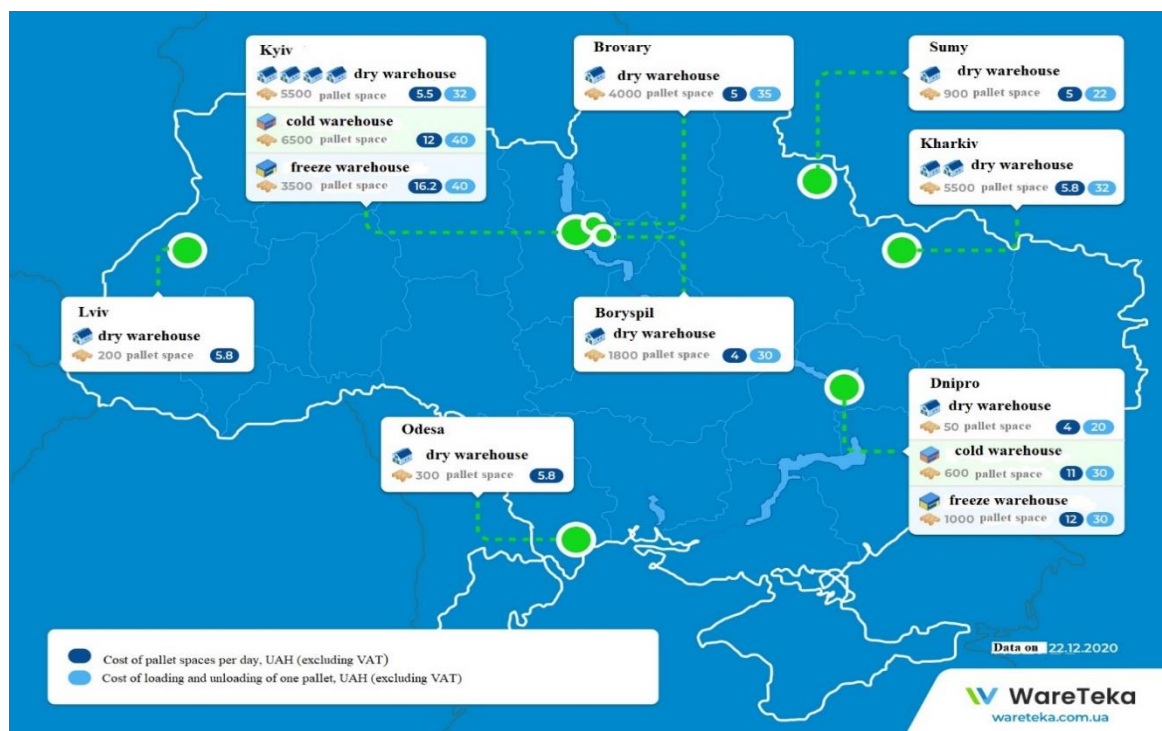 Kyiv
dry warehouse
5500 pallet space 5.5 32
cold warehouse
6500 pallet space 12 40
freeze warehouse
3500 pallet space 16.2 40
Brovary
dry warehouse
4000 pallet space 5 35
Sumy
dry warehouse
900 pallet space 5 22
Kharkiv
dry warehouse
5500 pallet space 5.8 32
Lviv
dry warehouse
200 pallet space 5.8
Boryspil
dry warehouse
1800 pallet space 4 30
Odesa
dry warehouse
300 pallet space 5.8
Dnipro
dry warehouse
50 pallet space 4 20
cold warehouse
600 pallet space 11 30
freeze warehouse
1000 pallet space 12 30
Cost of pallet spaces per day, UAH (excluding VAT)
Cost of loading and unloading of one pallet, UAH (excluding VAT)
Data on 22.12.2020
WareTeka
wareteka.com.ua